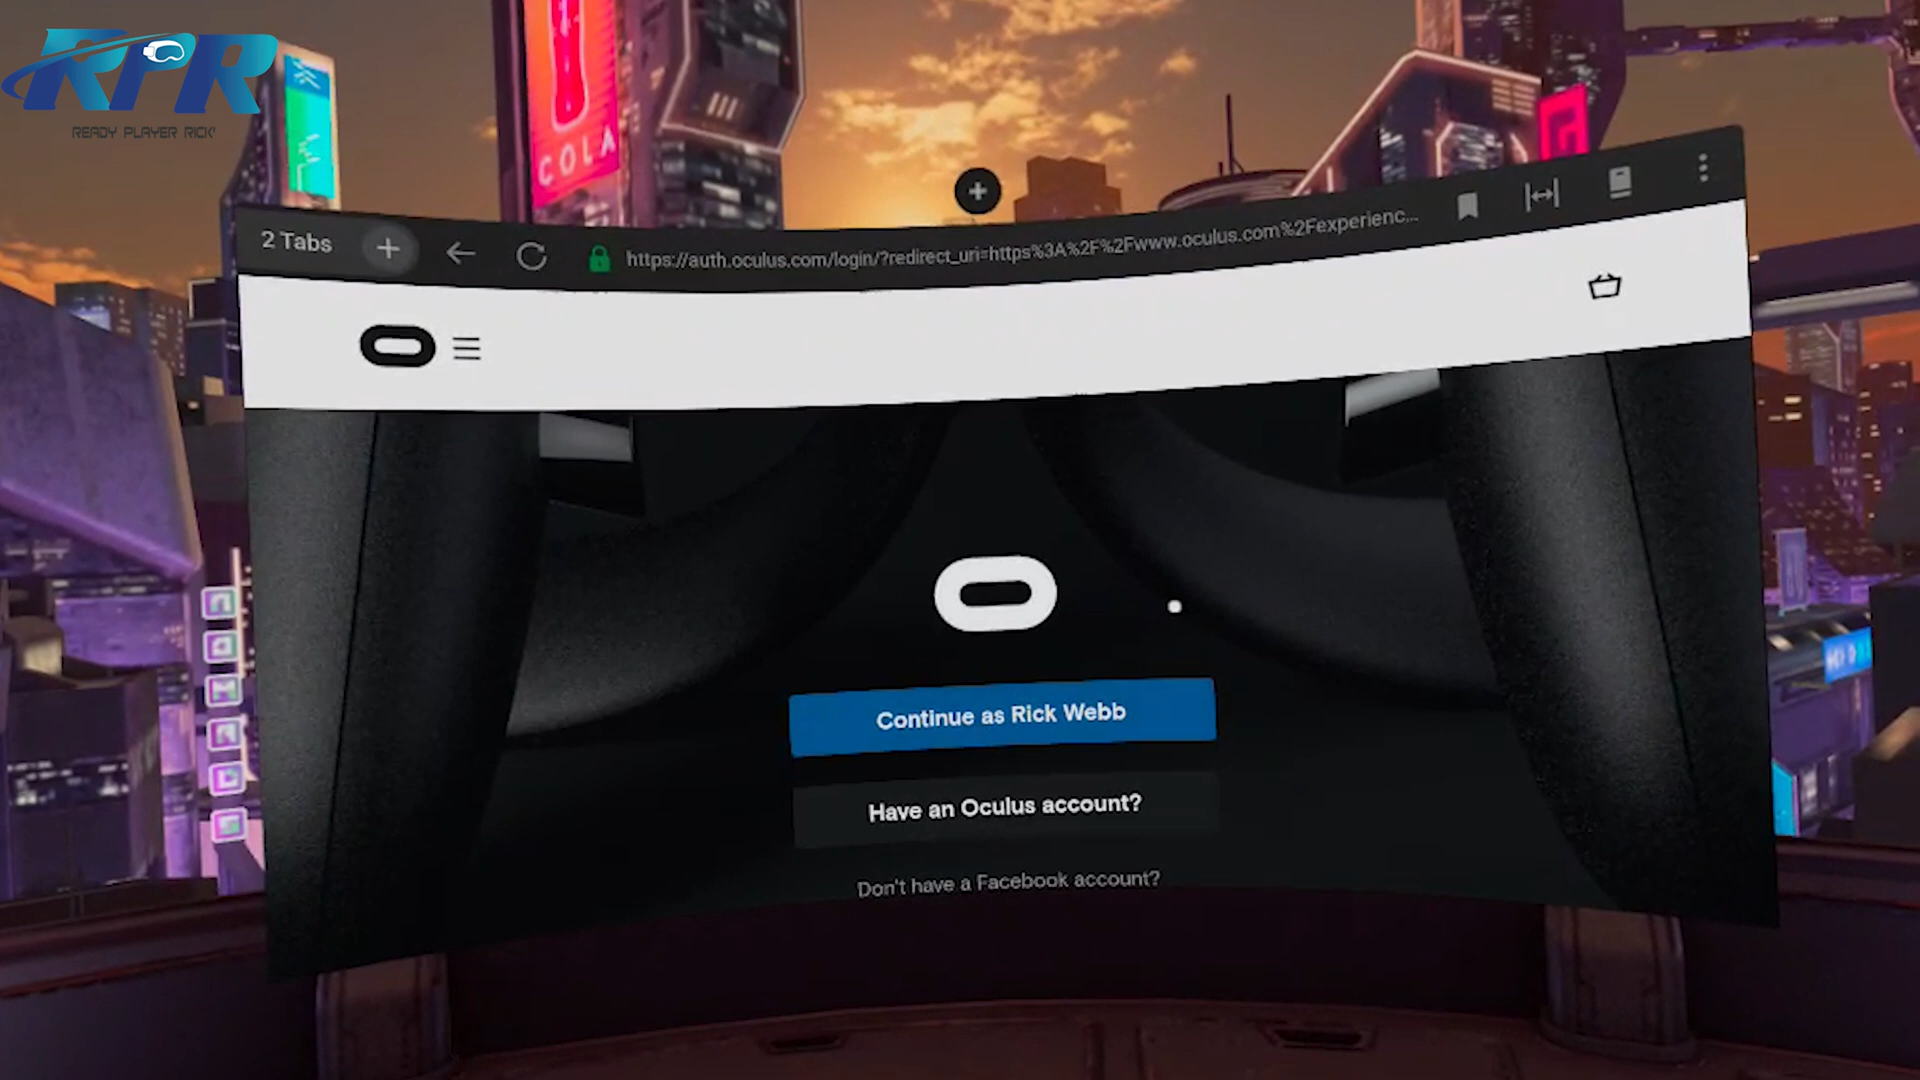 RPR
READY PLAYER RICK
COLA
2 Tabs
https://auth.oculus.com/login/?redirect_uri=https%3A%2F%2Fwww.oculus.com%2Fexperienc...
Continue as Rick Webb
Have an Oculus account?
Don't have a Facebook account?